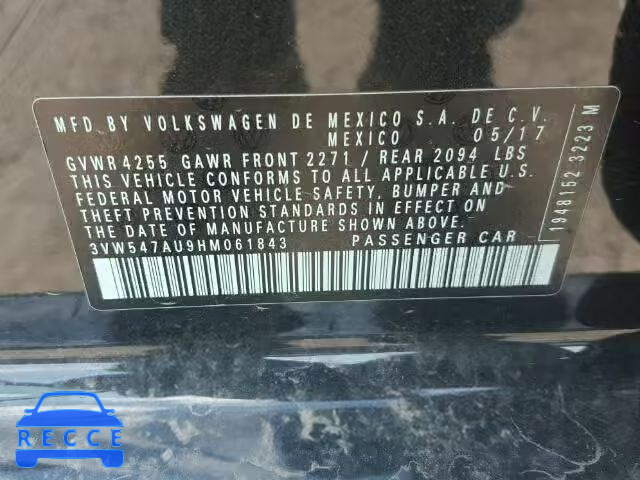 MFD BY VOLKSWAGEN DE MEXICO S.A. DE C.V.
MEXICO 05/17
GVWR 4255 GAWR FRONT 2271 / REAR 2094 LBS
THIS VEHICLE CONFORMS TO ALL APPLICABLE U.S.
FEDERAL MOTOR VEHICLE SAFETY, BUMPER AND
THEFT PREVENTION STANDARDS IN EFFECT ON
THE DATE OF MANUFACTURE SHOWN ABOVE.
3VW547AU9HM061843 PASSENGER CAR
1948152 3223 M
RECCE